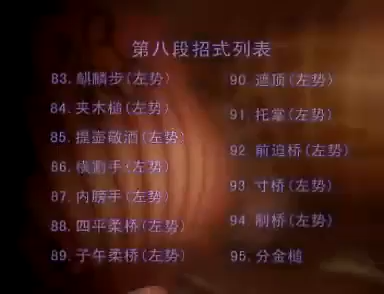 第八段招式列表
83. 麒麟步(左势)
84. 夹木槌(左势)
85. 提壶敬酒(左势)
86. 手(左势)
87. 内膀手(左势)
88. 四平柔桥(左势)
89. 子午柔桥(左势)
90. 遮顶(左势)
91. 托掌(左势)
92 前迫桥(左势)
93 寸桥(左势)
94 制桥(左势)
95. 分金槌